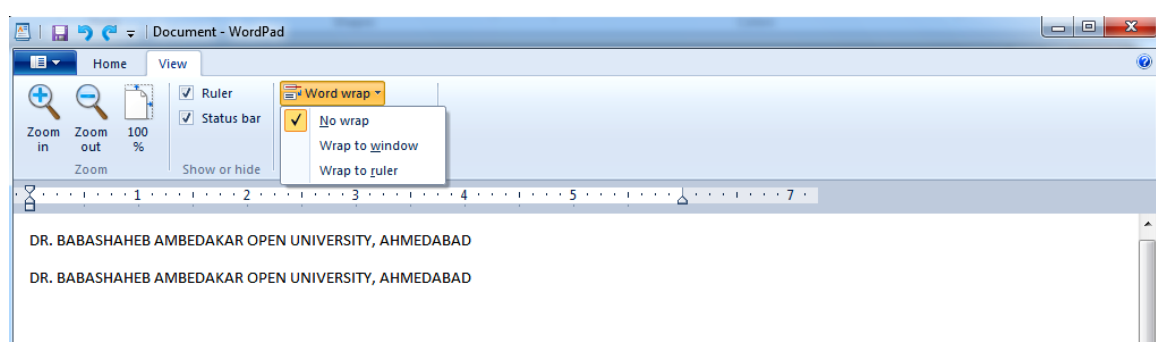 Document - WordPad
Home View
Zoom in
Zoom out
100 %
Zoom
Ruler
Status bar
Show or hide
Word wrap
No wrap
Wrap to window
Wrap to ruler
1 2 3 4 5 7
DR. BABASHAHEB AMBEDAKAR OPEN UNIVERSITY, AHMEDABAD
DR. BABASHAHEB AMBEDAKAR OPEN UNIVERSITY, AHMEDABAD